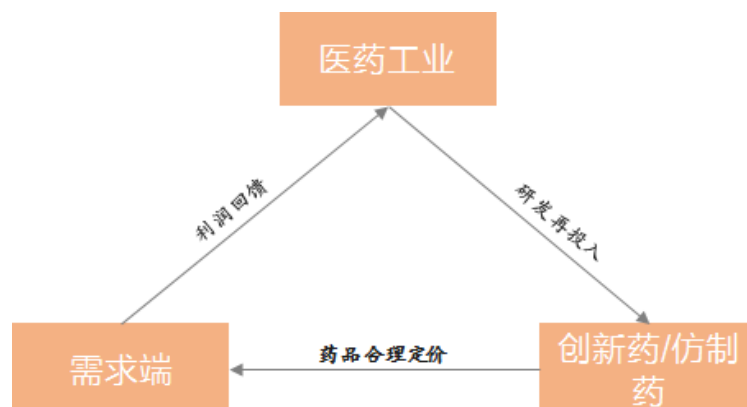 医药工业
利润回馈
研发再投入
需求端
药品合理定价
创新药/仿制
药